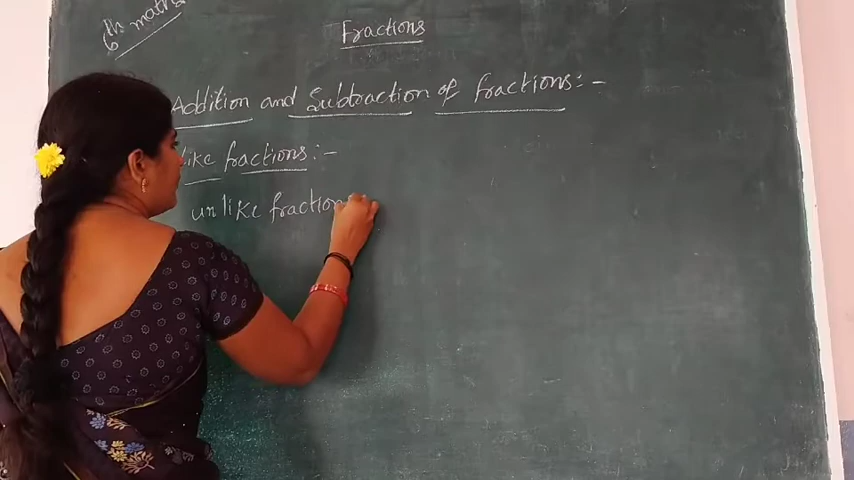 6th maths
Fractions
Addition and Subtraction of fractions:-
like fractions:-
unlike fraction